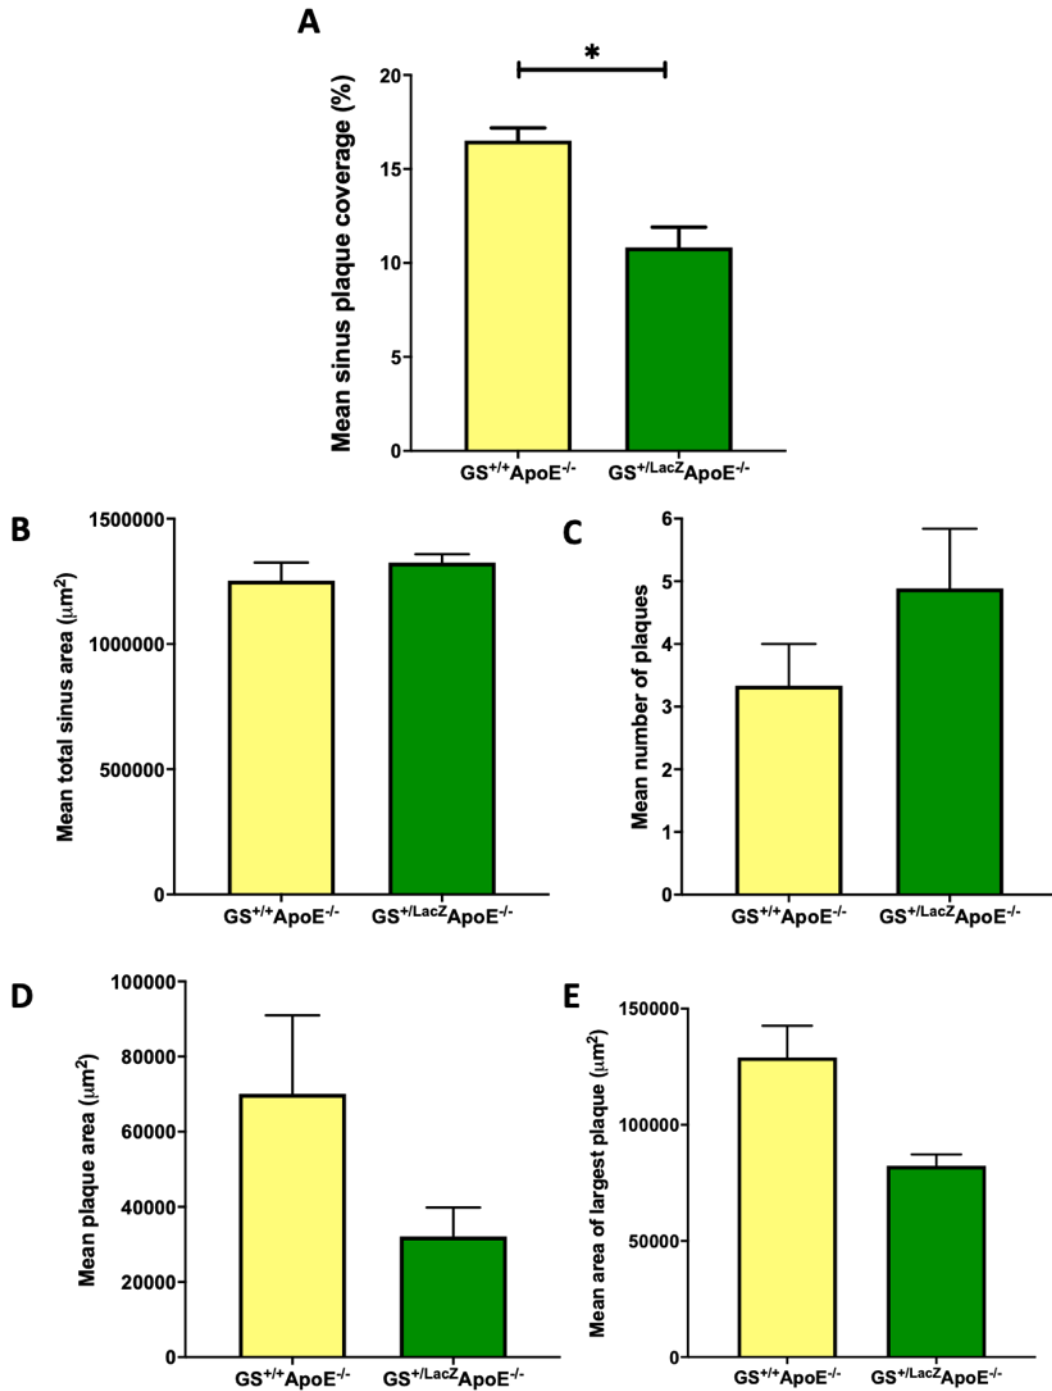 A
*
Mean sinus plaque coverage (%)
20
15
10
5
0
GS+/+ApoE-/-
GS+/LacZApoE-/-
B
Mean total sinus area (μm2)
1500000
1000000
500000
0
GS+/+ApoE-/-
GS+/LacZApoE-/-
C
Mean number of plaques
6
5
4
3
2
1
0
GS+/+ApoE-/-
GS+/LacZApoE-/-
D
Mean plaque area (μm2)
100000
80000
60000
40000
20000
0
GS+/+ApoE-/-
GS+/LacZApoE-/-
E
Mean area of largest plaque (μm2)
150000
100000
50000
0
GS+/+ApoE-/-
GS+/LacZApoE-/-